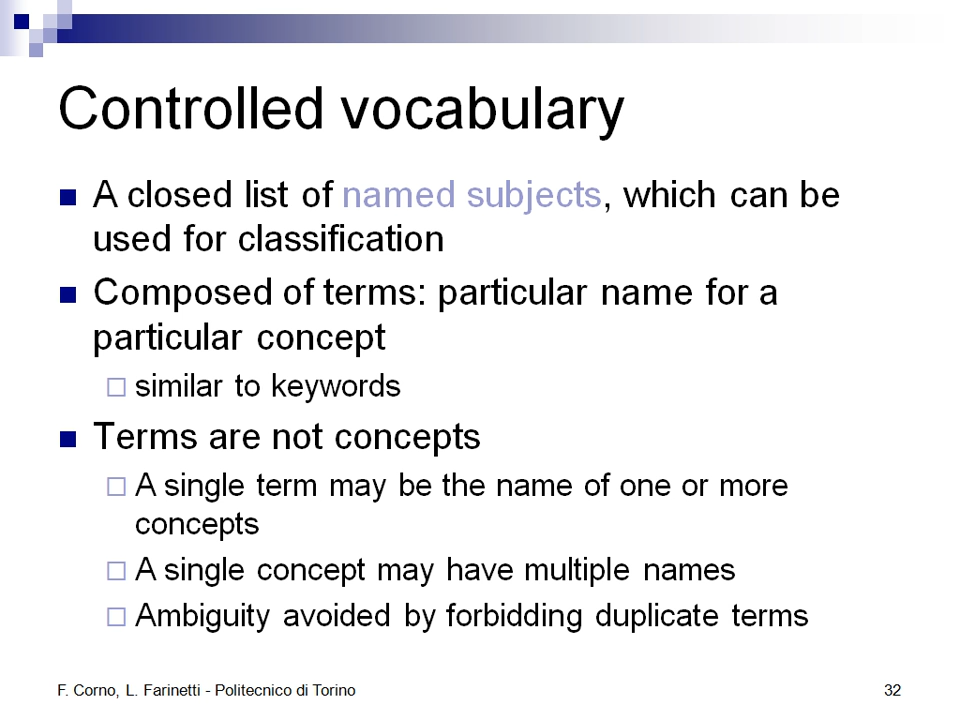 Controlled vocabulary
A closed list of named subjects, which can be
used for classification
Composed of terms: particular name for a
particular concept
similar to keywords
Terms are not concepts
A single term may be the name of one or more
concepts
A single concept may have multiple names
Ambiguity avoided by forbidding duplicate terms
F. Corno, L. Farinetti - Politecnico di Torino
32